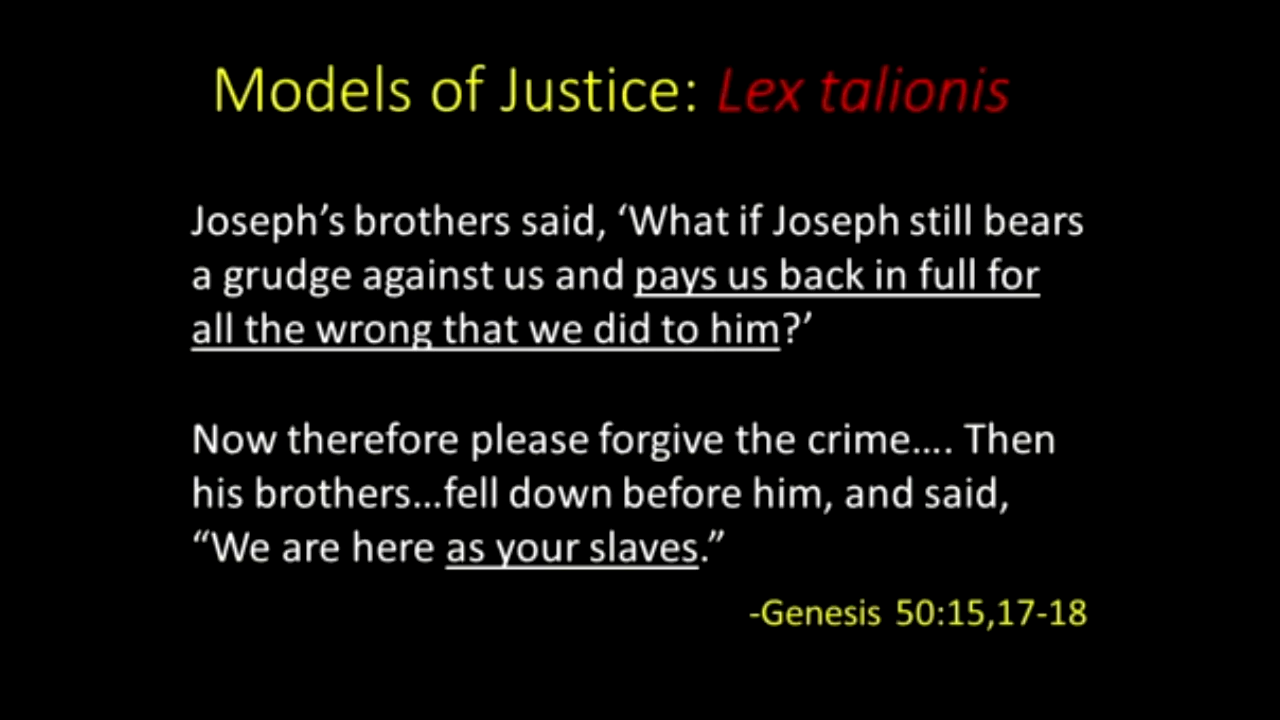 Models of Justice: Lex talionis
Joseph’s brothers said, ‘What if Joseph still bears
a grudge against us and pays us back in full for
all the wrong that we did to him?’
Now therefore please forgive the crime…. Then
his brothers…fell down before him, and said,
“We are here as your slaves.”
-Genesis 50:15,17-18